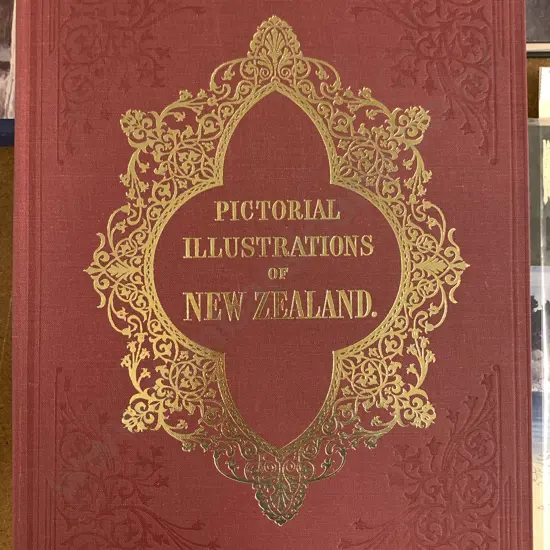 PICTORIAL
ILLUSTRATIONS
OF
NEW ZEALAND.